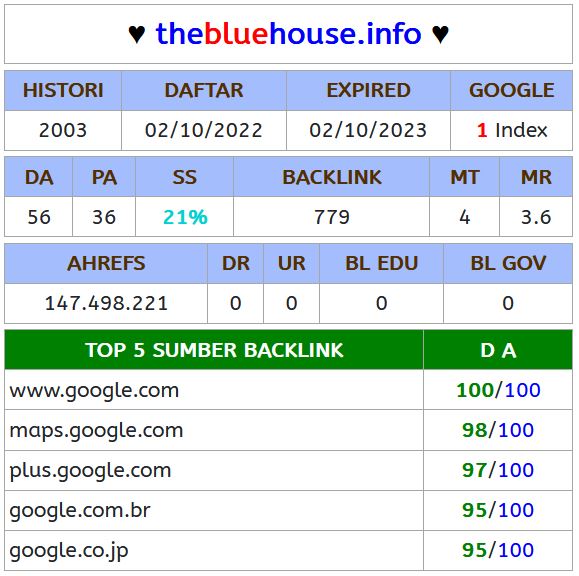 ♥ thebluehouse.info ♥
HISTORI DAFTAR EXPIRED GOOGLE
2003 02/10/2022 02/10/2023 1 Index
DA PA SS BACKLINK MT MR
56 36 21% 779 4 3.6
AHREFS DR UR BL EDU BL GOV
147.498.221 0 0 0 0
TOP 5 SUMBER BACKLINK D A
www.google.com 100/100
maps.google.com 98/100
plus.google.com 97/100
google.com.br 95/100
google.co.jp 95/100